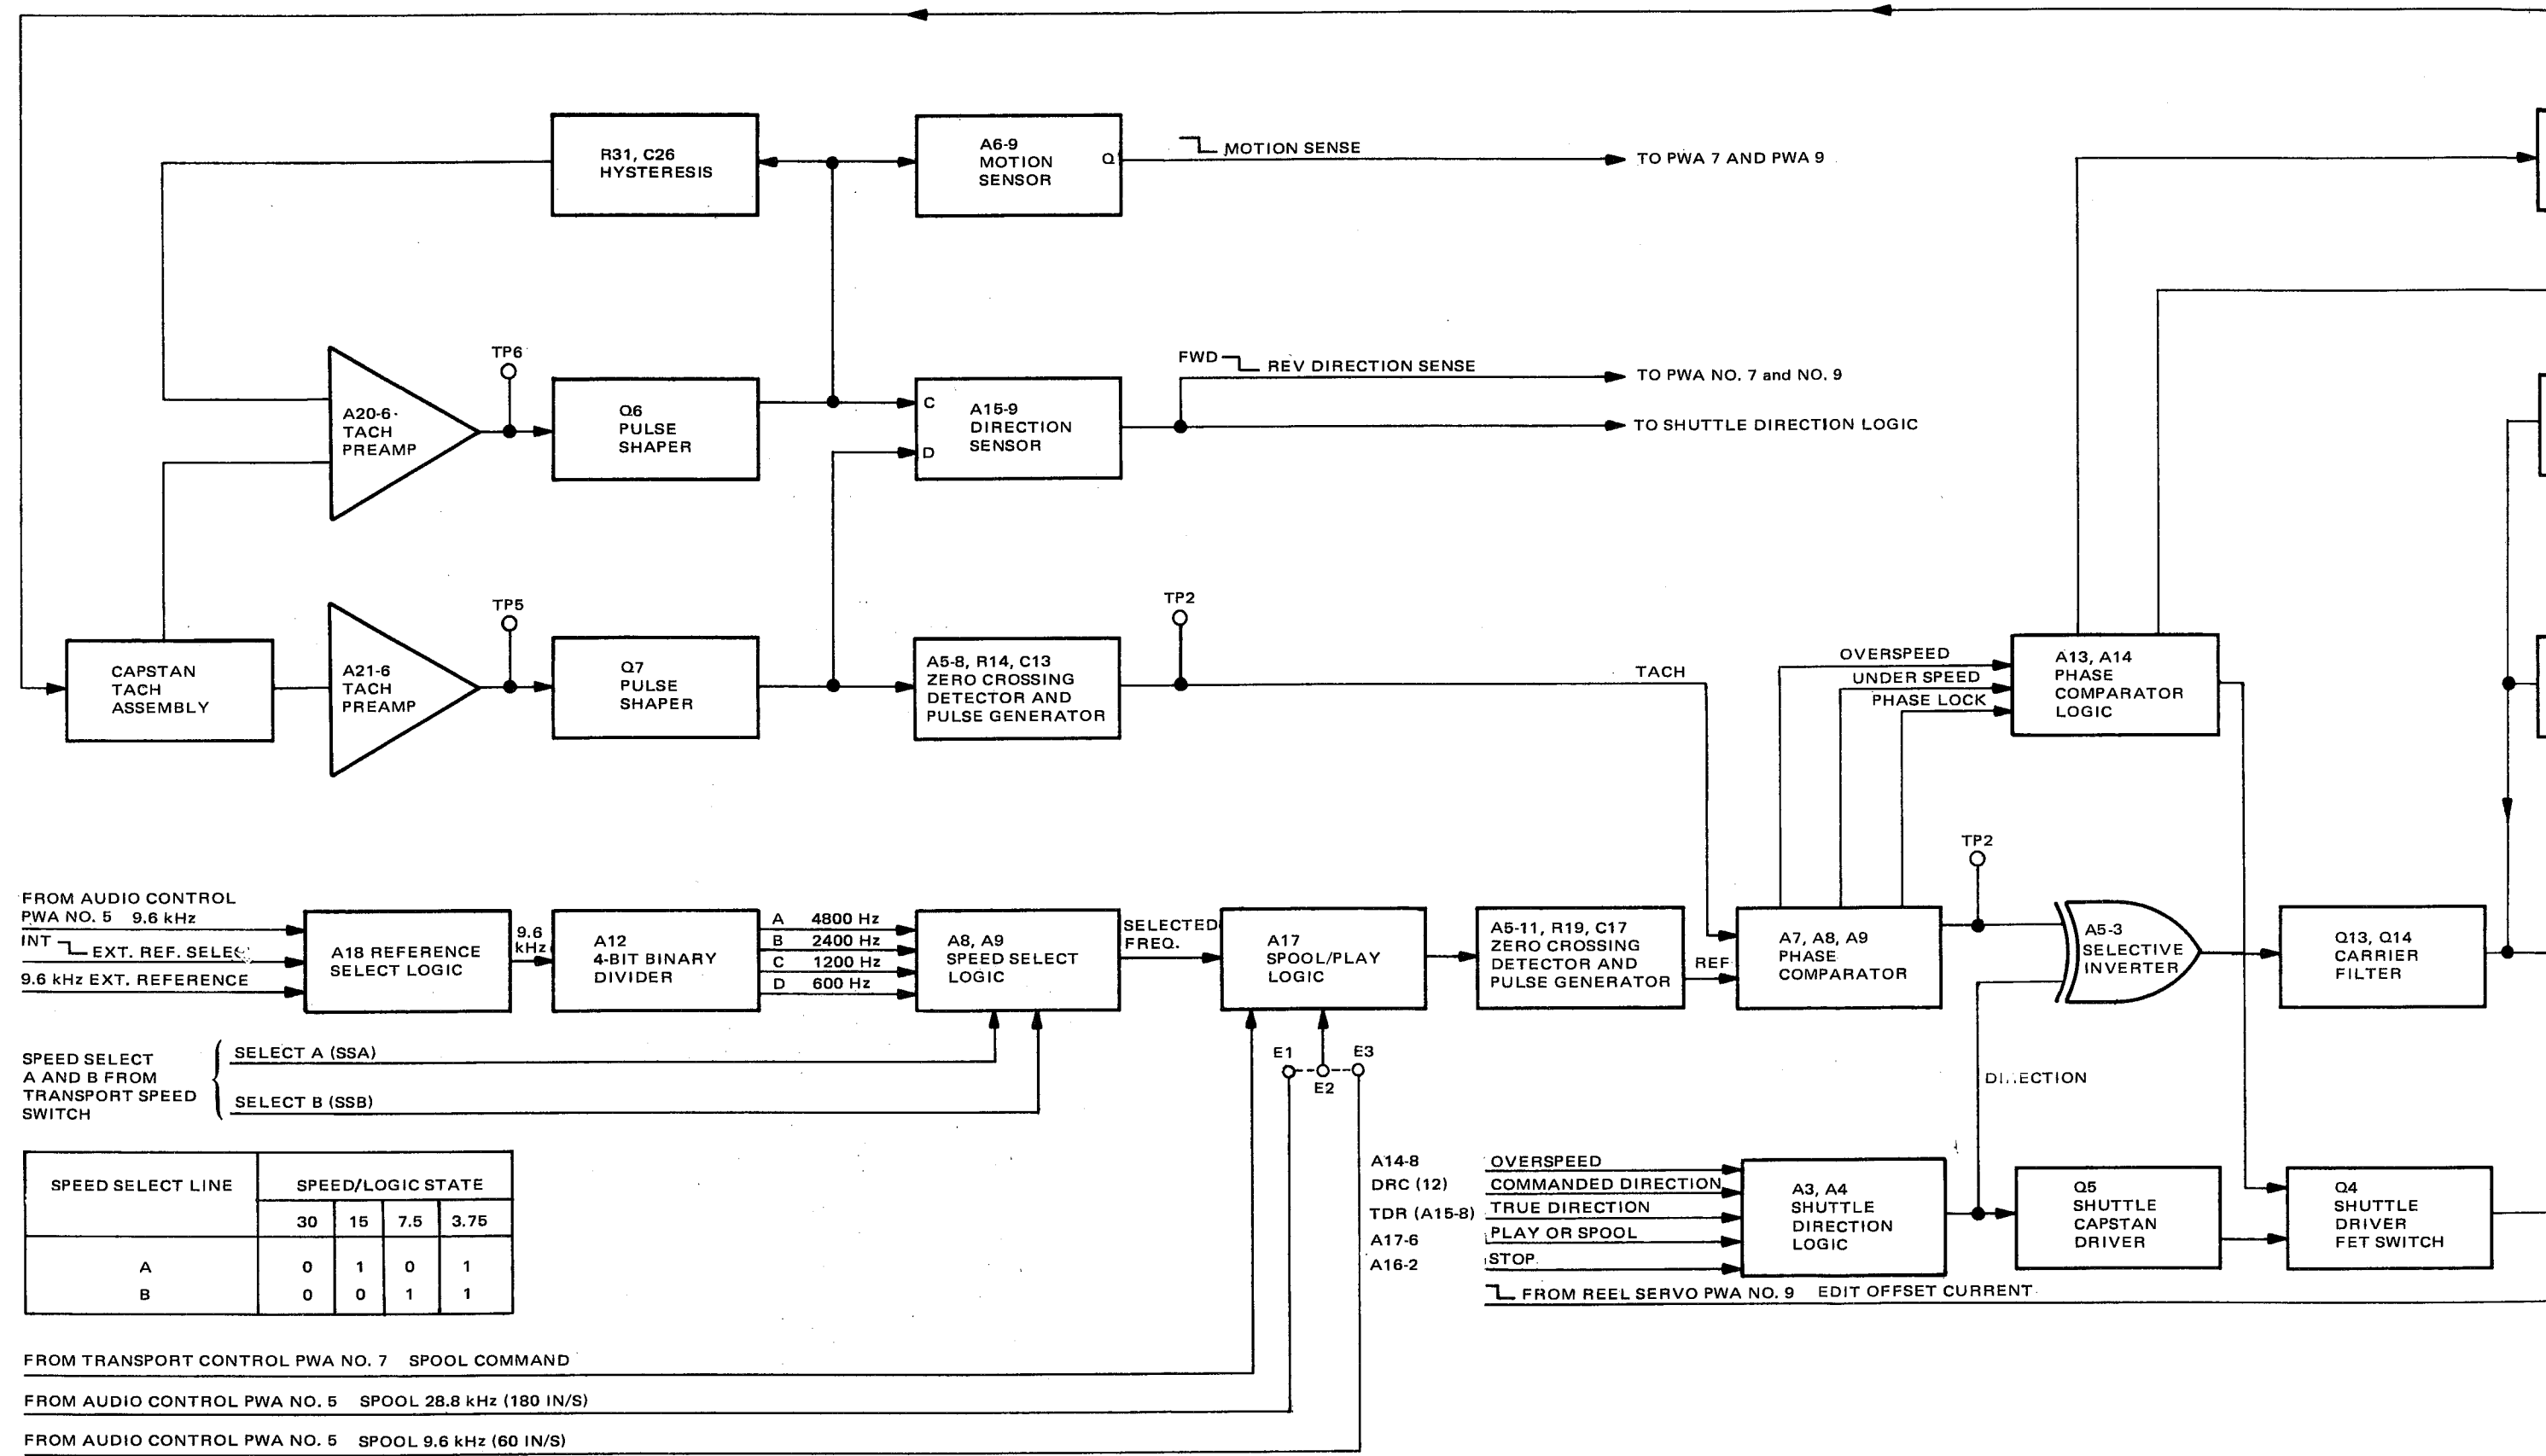 R31, C26
HYSTERESIS
A6-9
MOTION
SENSOR
Q
MOTION SENSE
TO PWA 7 AND PWA 9
TP6
A20-6
TACH
PREAMP
Q6
PULSE
SHAPER
C
D
A15-9
DIRECTION
SENSOR
FWD
REV DIRECTION SENSE
TO PWA NO. 7 and NO. 9
TO SHUTTLE DIRECTION LOGIC
CAPSTAN
TACH
ASSEMBLY
TP5
A21-6
TACH
PREAMP
Q7
PULSE
SHAPER
A5-8, R14, C13
ZERO CROSSING
DETECTOR AND
PULSE GENERATOR
TP2
TACH
OVERSPEED
UNDER SPEED
PHASE LOCK
A13, A14
PHASE
COMPARATOR
LOGIC
FROM AUDIO CONTROL
PWA NO. 5 9.6 kHz
INT
EXT. REF. SELEC
9.6 kHz EXT. REFERENCE
A18 REFERENCE
SELECT LOGIC
9.6
kHz
A12
4-BIT BINARY
DIVIDER
A 4800 Hz
B 2400 Hz
C 1200 Hz
D 600 Hz
A8, A9
SPEED SELECT
LOGIC
SELECTED
FREQ.
A17
SPOOL/PLAY
LOGIC
A5-11, R19, C17
ZERO CROSSING
DETECTOR AND
PULSE GENERATOR
REF
A7, A8, A9
PHASE
COMPARATOR
TP2
A5-3
SELECTIVE
INVERTER
Q13, Q14
CARRIER
FILTER
SPEED SELECT
A AND B FROM
TRANSPORT SPEED
SWITCH
SELECT A (SSA)
SELECT B (SSB)
E1
E2
E3
SPEED SELECT LINE SPEED/LOGIC STATE
30 15 7.5 3.75
A 0 1 0 1
B 0 0 1 1
A14-8 OVERSPEED
DRC (12) COMMANDED DIRECTION
TDR (A15-8) TRUE DIRECTION
A17-6 PLAY OR SPOOL
A16-2 STOP
A3, A4
SHUTTLE
DIRECTION
LOGIC
Q5
SHUTTLE
CAPSTAN
DRIVER
Q4
SHUTTLE
DRIVER
FET SWITCH
FROM REEL SERVO PWA NO. 9 EDIT OFFSET CURRENT
FROM TRANSPORT CONTROL PWA NO. 7 SPOOL COMMAND
FROM AUDIO CONTROL PWA NO. 5 SPOOL 28.8 kHz (180 IN/S)
FROM AUDIO CONTROL PWA NO. 5 SPOOL 9.6 kHz (60 IN/S)